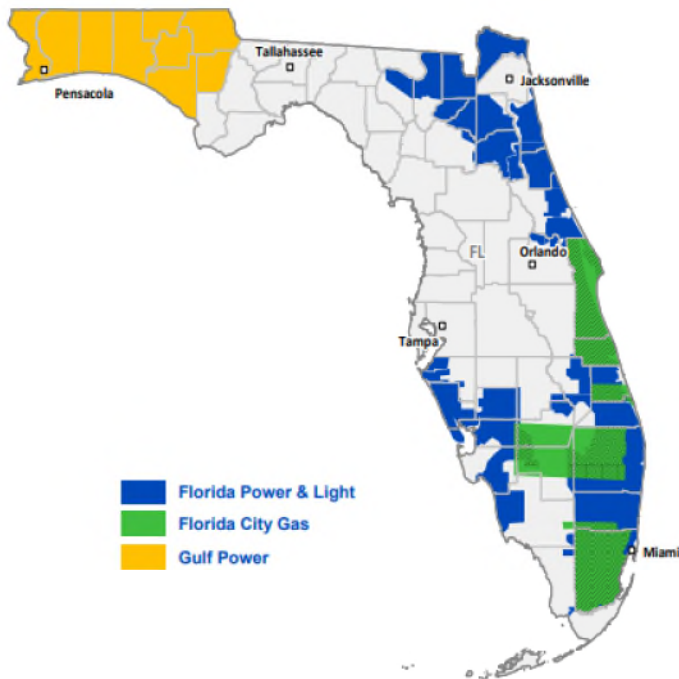 Tallahassee
Jacksonville
Pensacola
FL
Orlando
Tampa
Florida Power & Light
Florida City Gas
Gulf Power
Miami